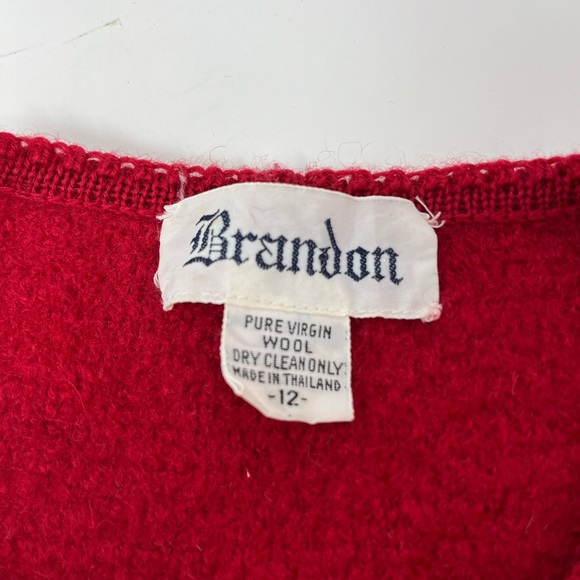 Brandon
PURE VIRGIN
WOOL
DRY CLEAN ONLY
MADE IN THAILAND
-12-